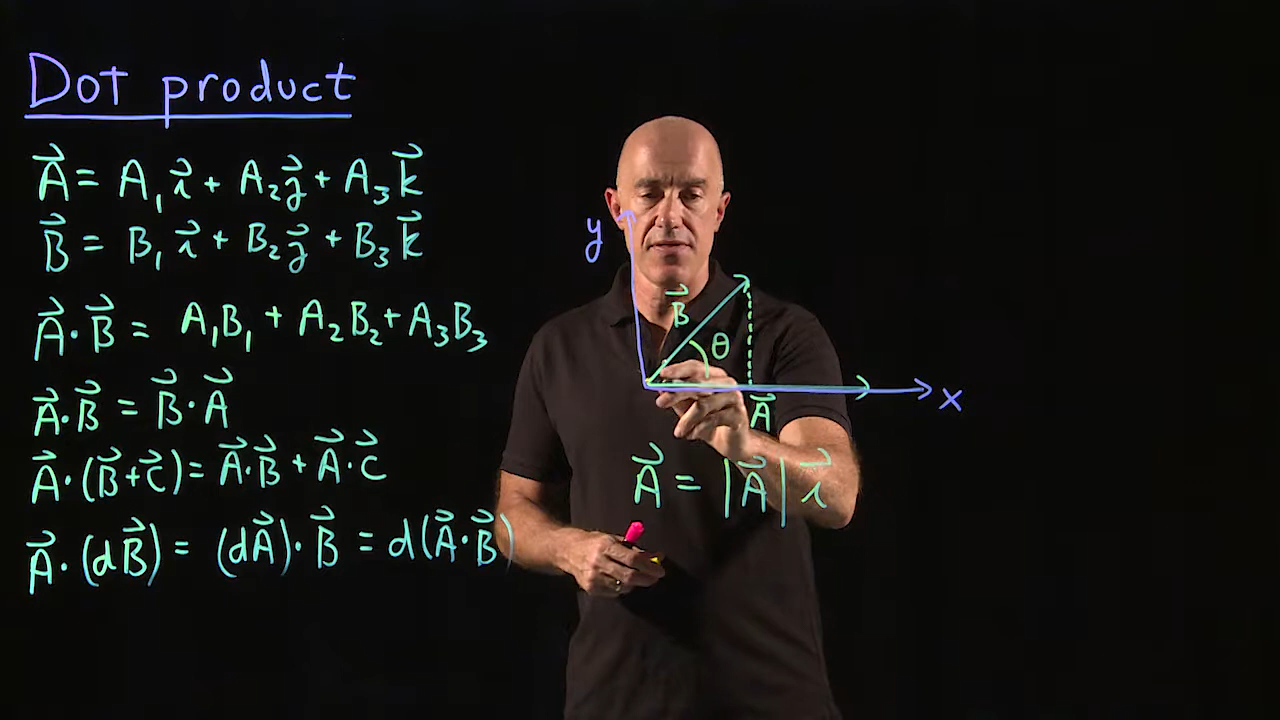 Dot product
A⃗ = A₁ i⃗ + A₂ j⃗ + A₃ k⃗
B⃗ = B₁ i⃗ + B₂ j⃗ + B₃ k⃗
A⃗ · B⃗ = A₁B₁ + A₂B₂ + A₃B₃
A⃗ · B⃗ = B⃗ · A⃗
A⃗ · (B⃗ + c⃗) = A⃗ · B⃗ + A⃗ · c⃗
A⃗ · (dB⃗) = (dA⃗) · B⃗ = d(A⃗ · B⃗)
y
B⃗
θ
x
A⃗
A⃗ = |A⃗| i⃗